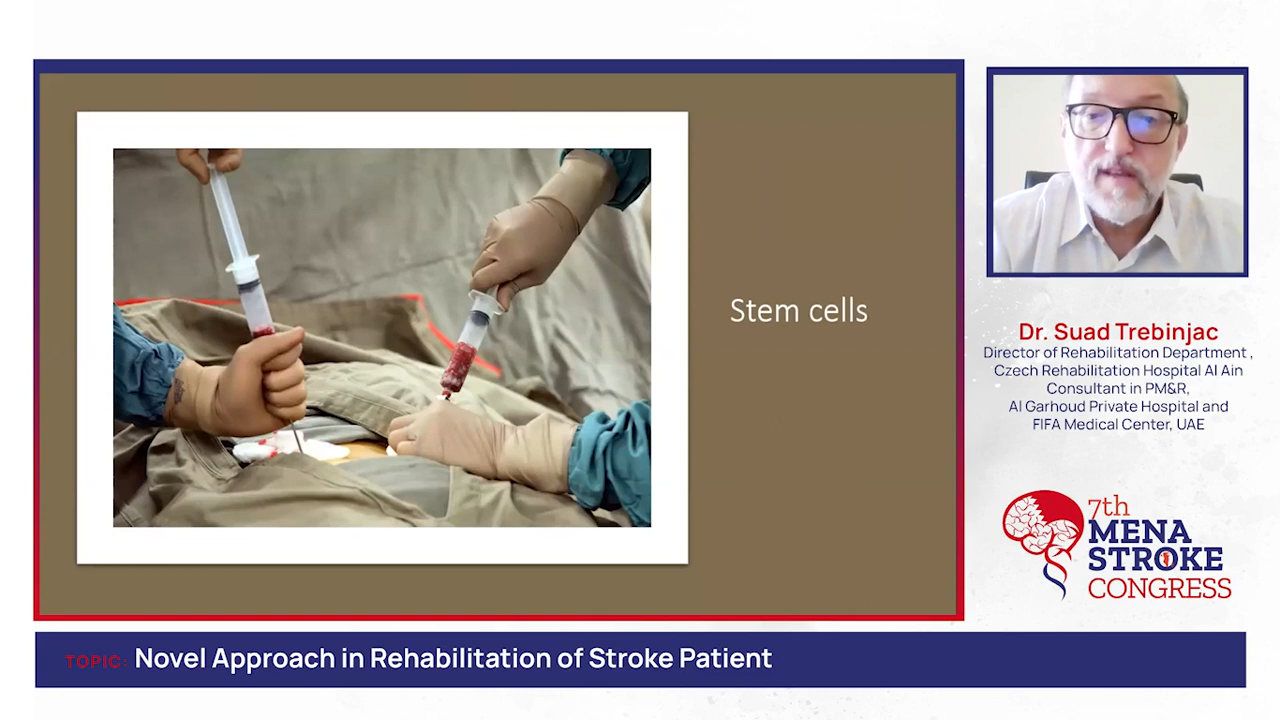 Stem cells
Dr. Suad Trebinjac
Director of Rehabilitation Department ,
Czech Rehabilitation Hospital Al Ain
Consultant in PM&R,
Al Garhoud Private Hospital and
FIFA Medical Center, UAE
7th
MENA
STROKE
CONGRESS
TOPIC: Novel Approach in Rehabilitation of Stroke Patient